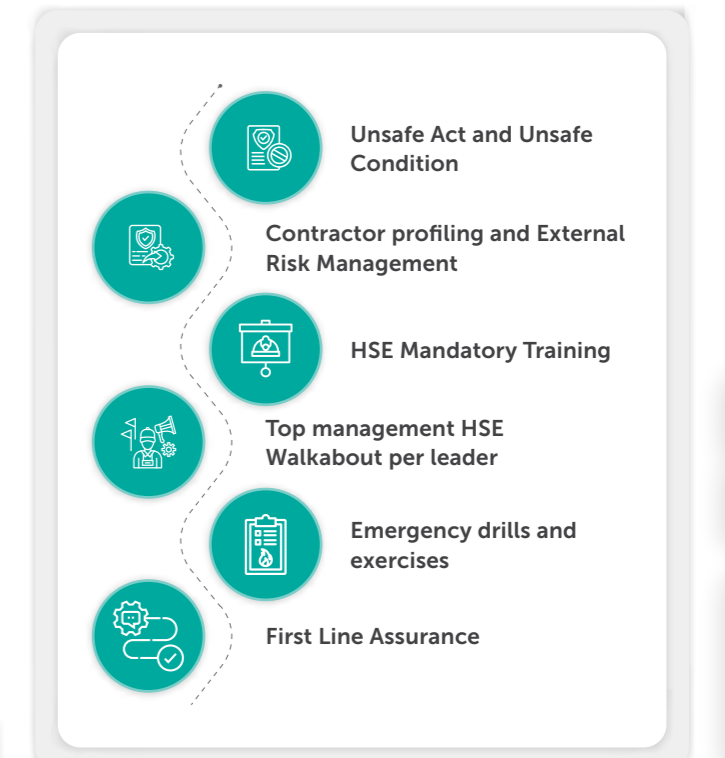 Unsafe Act and Unsafe
Condition
Contractor profiling and External
Risk Management
HSE Mandatory Training
Top management HSE
Walkabout per leader
Emergency drills and
exercises
First Line Assurance